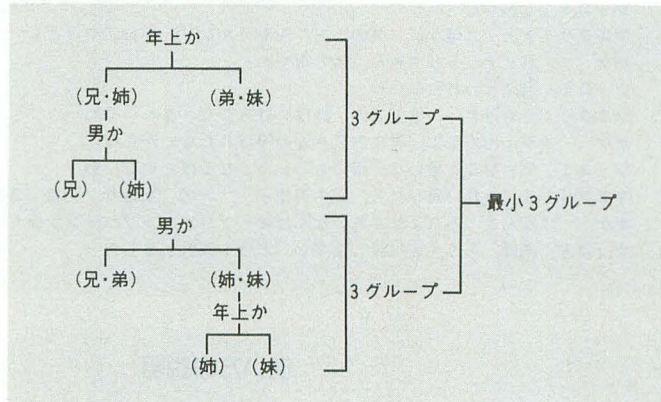 年上か
(兄・姉) (弟・妹)
男か
(兄) (姉)
3グループ
男か
(兄・弟) (姉・妹)
年上か
(姉) (妹)
3グループ
最小3グループ